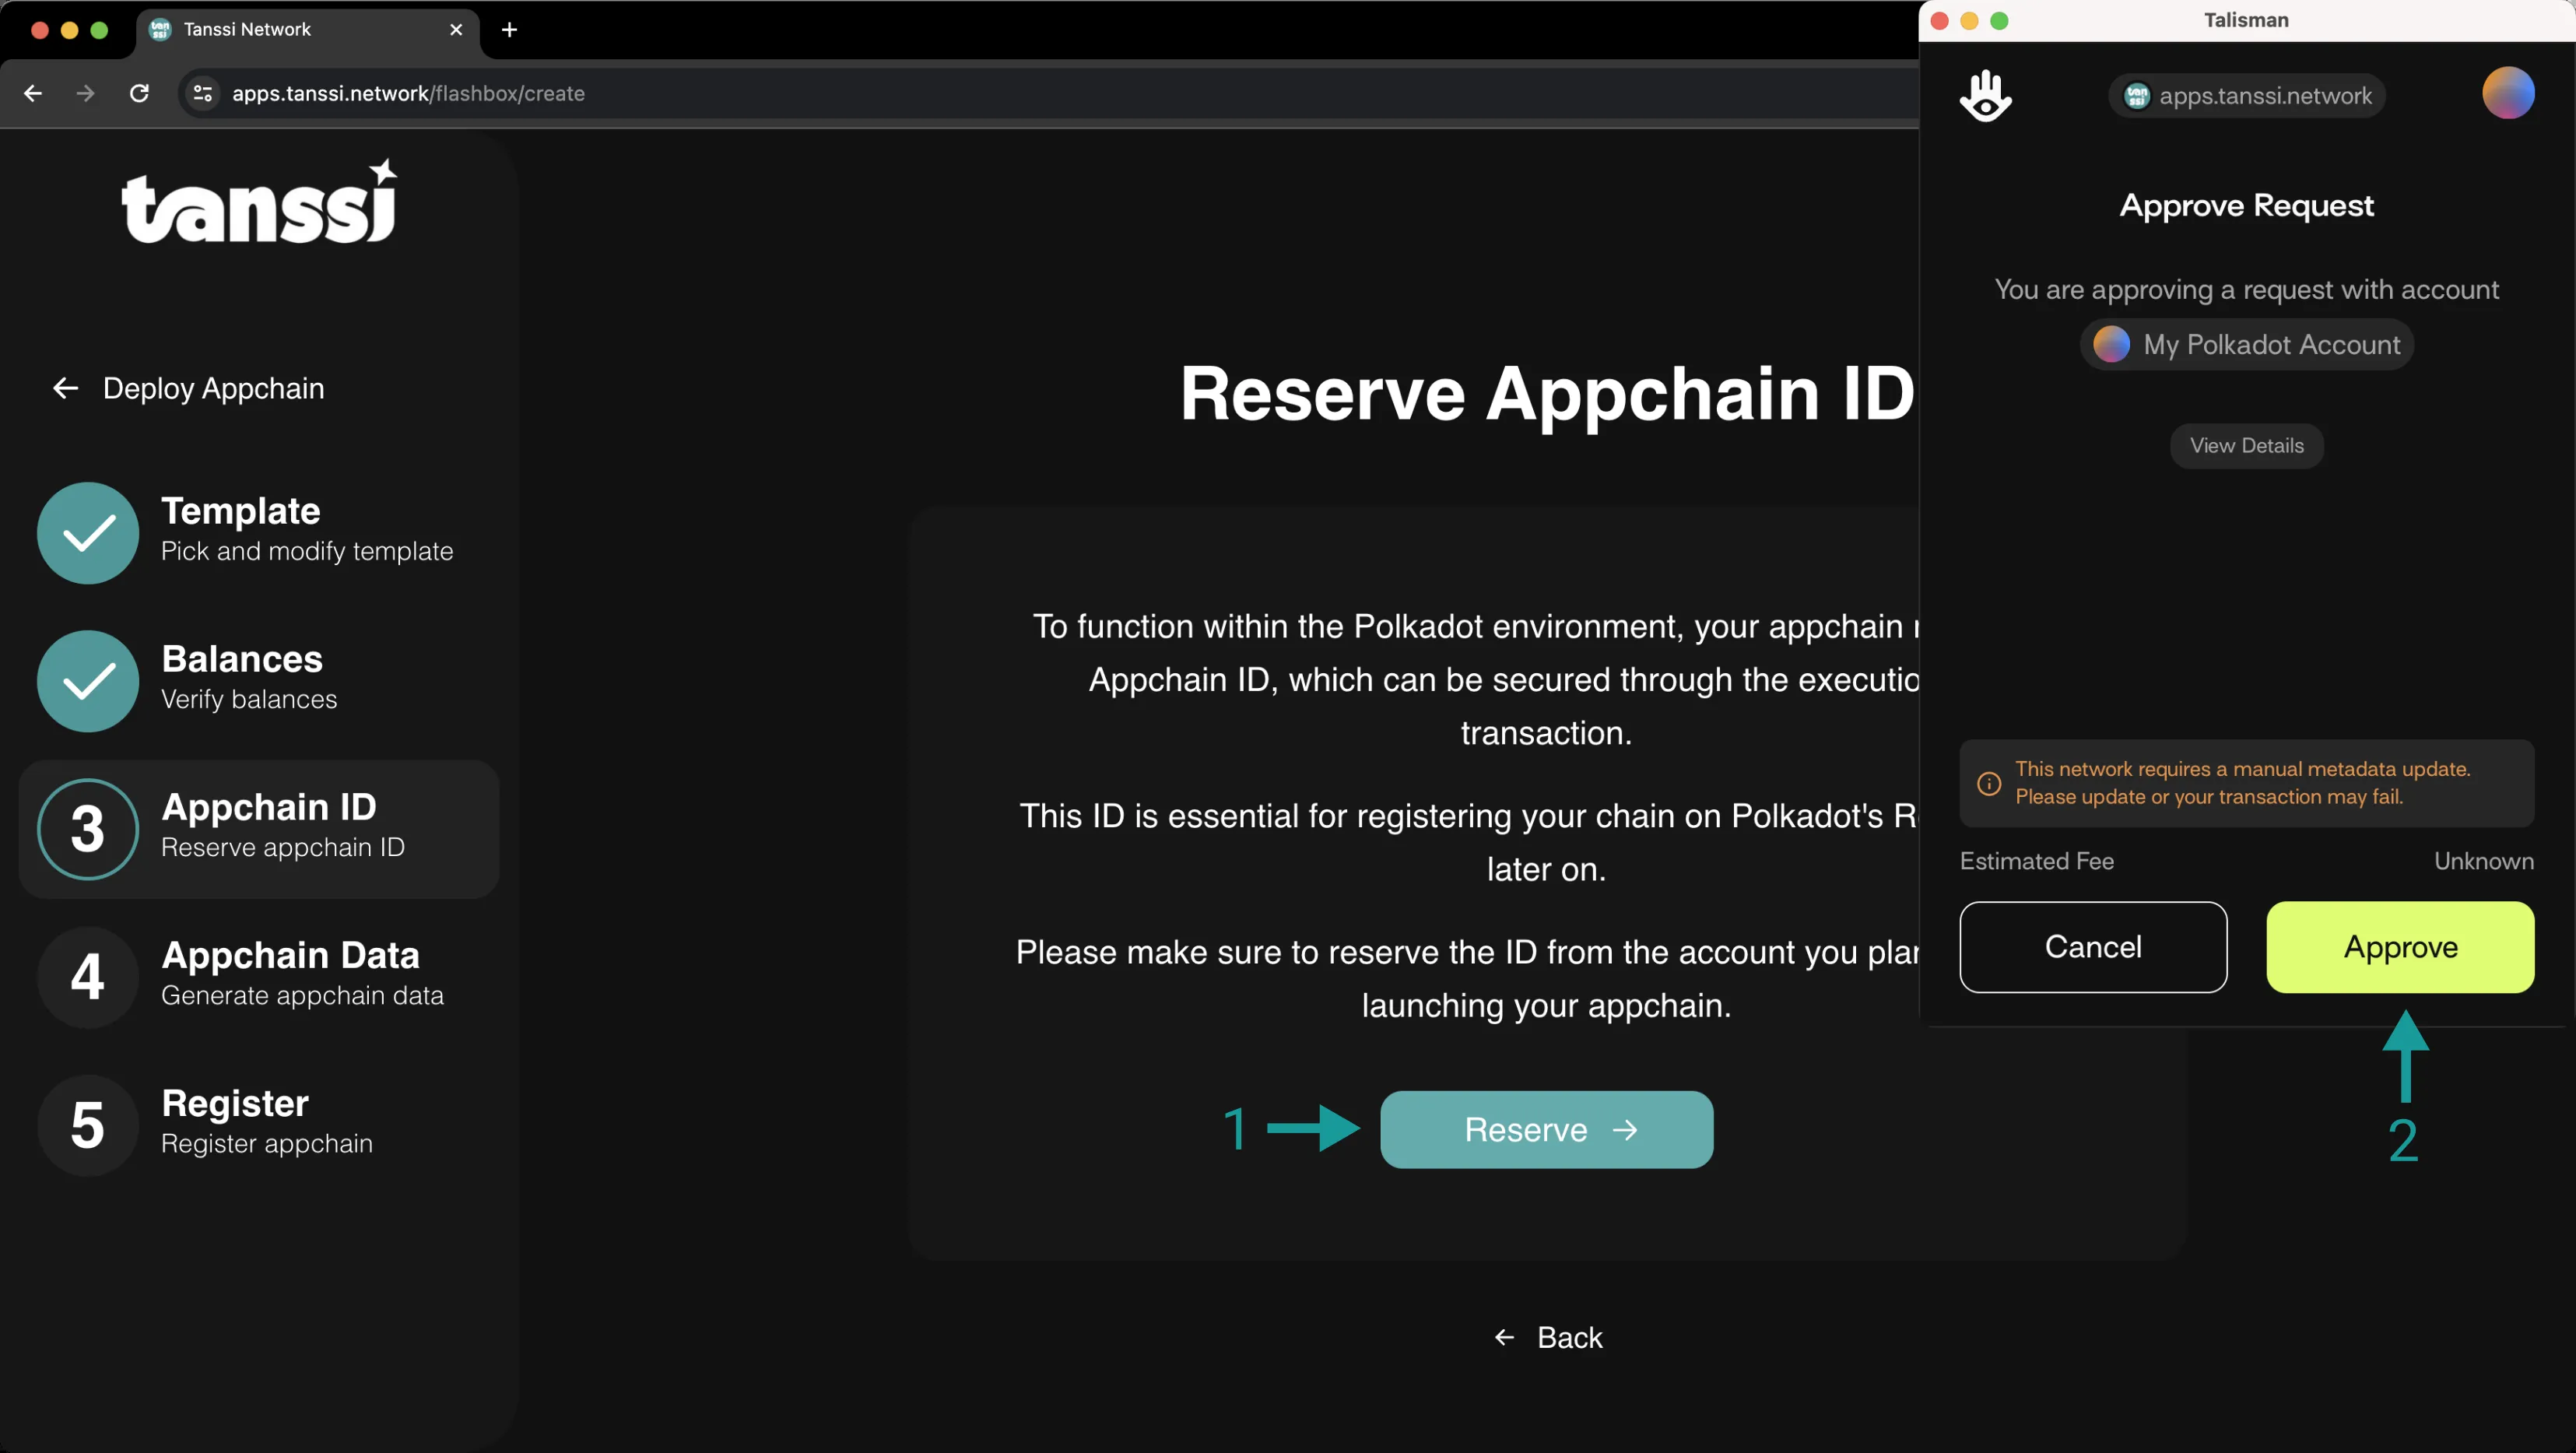 Tanssi Network
apps.tanssi.network/flashbox/create
tanssi
Deploy Appchain
Template
Pick and modify template
Balances
Verify balances
3
Appchain ID
Reserve appchain ID
4
Appchain Data
Generate appchain data
5
Register
Register appchain
Reserve Appchain ID
To function within the Polkadot environment, your appchain
Appchain ID, which can be secured through the executio
transaction.
This ID is essential for registering your chain on Polkadot's R
later on.
Please make sure to reserve the ID from the account you plan
launching your appchain.
1
Reserve
Back
Talisman
tanssi
apps.tanssi.network
Approve Request
You are approving a request with account
My Polkadot Account
View Details
This network requires a manual metadata update.
Please update or your transaction may fail.
Estimated Fee Unknown
Cancel
Approve
2